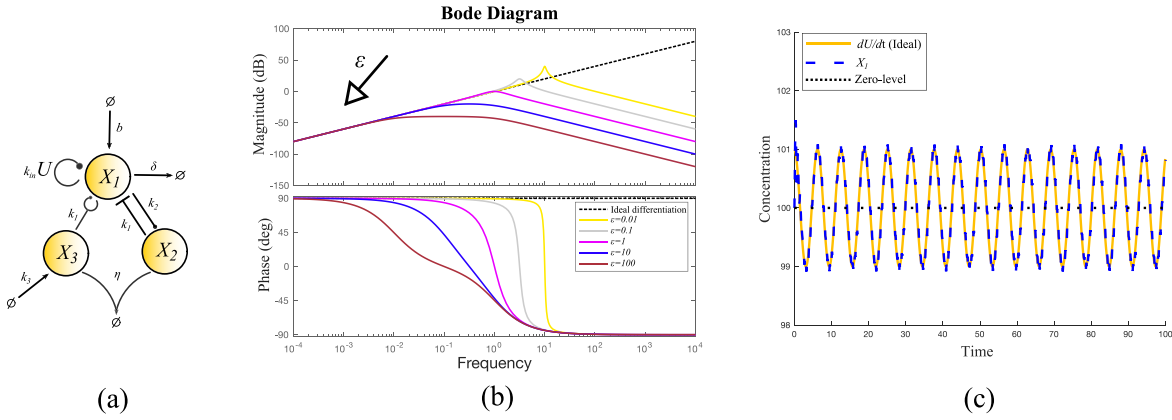 ∅
b
k_in U
X_1
δ
∅
k_1
k_2
k_1
X_3
X_2
k_3
η
∅
∅
(a)
Bode Diagram
Magnitude (dB)
100
50
0
-50
-100
-150
ε
Phase (deg)
90
45
0
-45
-90
Ideal differentiation
ε=0.01
ε=0.1
ε=1
ε=10
ε=100
10^-4
10^-3
10^-2
10^-1
10^0
10^1
10^2
10^3
10^4
Frequency
(b)
Concentration
103
102
101
100
99
98
dU/dt (Ideal)
X_1
Zero-level
0 10 20 30 40 50 60 70 80 90 100
Time
(c)